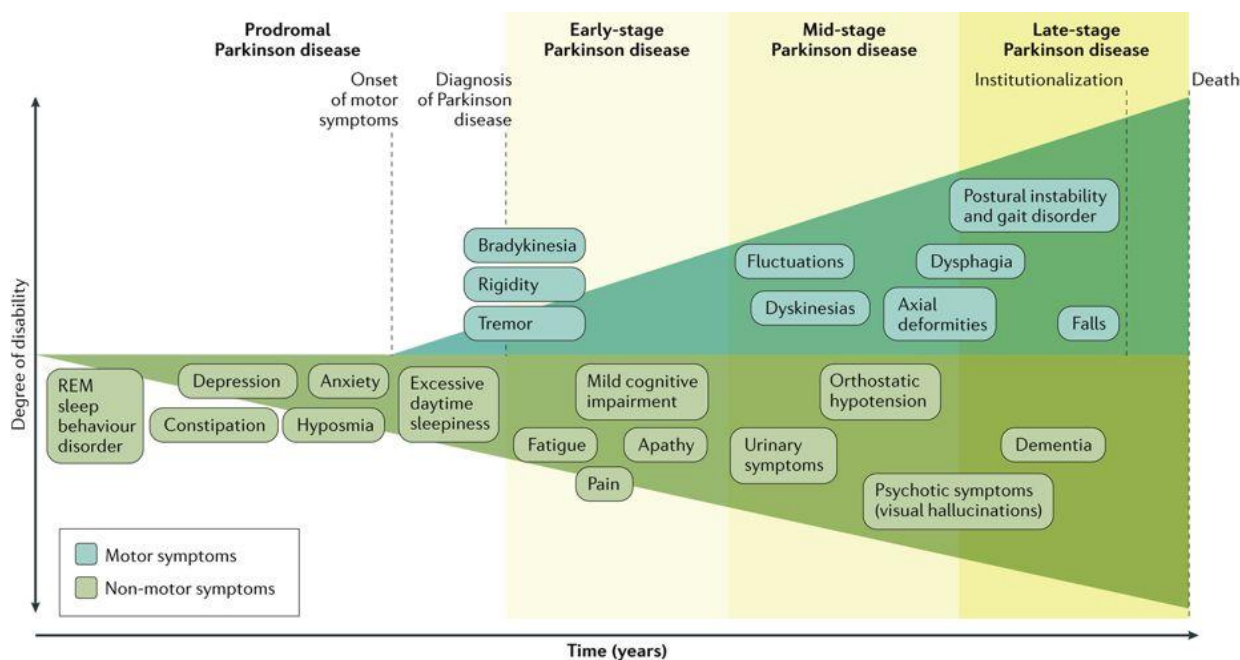 Prodromal
Parkinson disease
Early-stage
Parkinson disease
Mid-stage
Parkinson disease
Late-stage
Parkinson disease
Onset
of motor
symptoms
Diagnosis
of Parkinson
disease
Institutionalization
Death
Degree of disability
Bradykinesia
Rigidity
Tremor
Fluctuations
Dyskinesias
Postural instability
and gait disorder
Dysphagia
Axial
deformities
Falls
REM
sleep
behaviour
disorder
Depression
Anxiety
Constipation
Hyposmia
Excessive
daytime
sleepiness
Mild cognitive
impairment
Fatigue
Apathy
Pain
Orthostatic
hypotension
Urinary
symptoms
Dementia
Psychotic symptoms
(visual hallucinations)
Motor symptoms
Non-motor symptoms
Time (years)